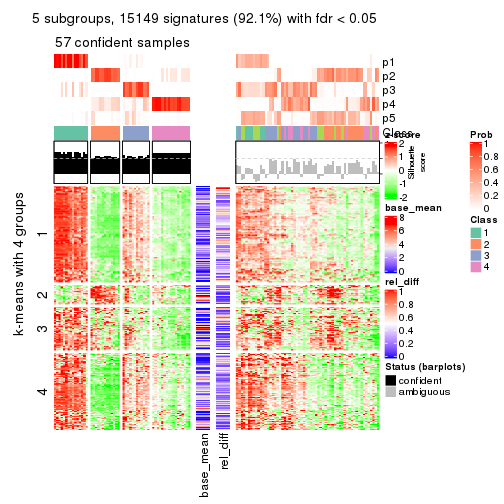 5 subgroups, 15149 signatures (92.1%) with fdr < 0.05
57 confident samples
p1
p2
p3
p4
p5
Class
k-means with 4 groups
1
2
3
4
base_mean
rel_diff
z-score
2
1
0
-1
-2
Silhouette
score
base_mean
8
6
4
2
0
rel_diff
1
0.8
0.6
0.4
0.2
0
Status (barplots)
confident
ambiguous
Prob
1
0.8
0.6
0.4
0.2
0
Class
1
2
3
4